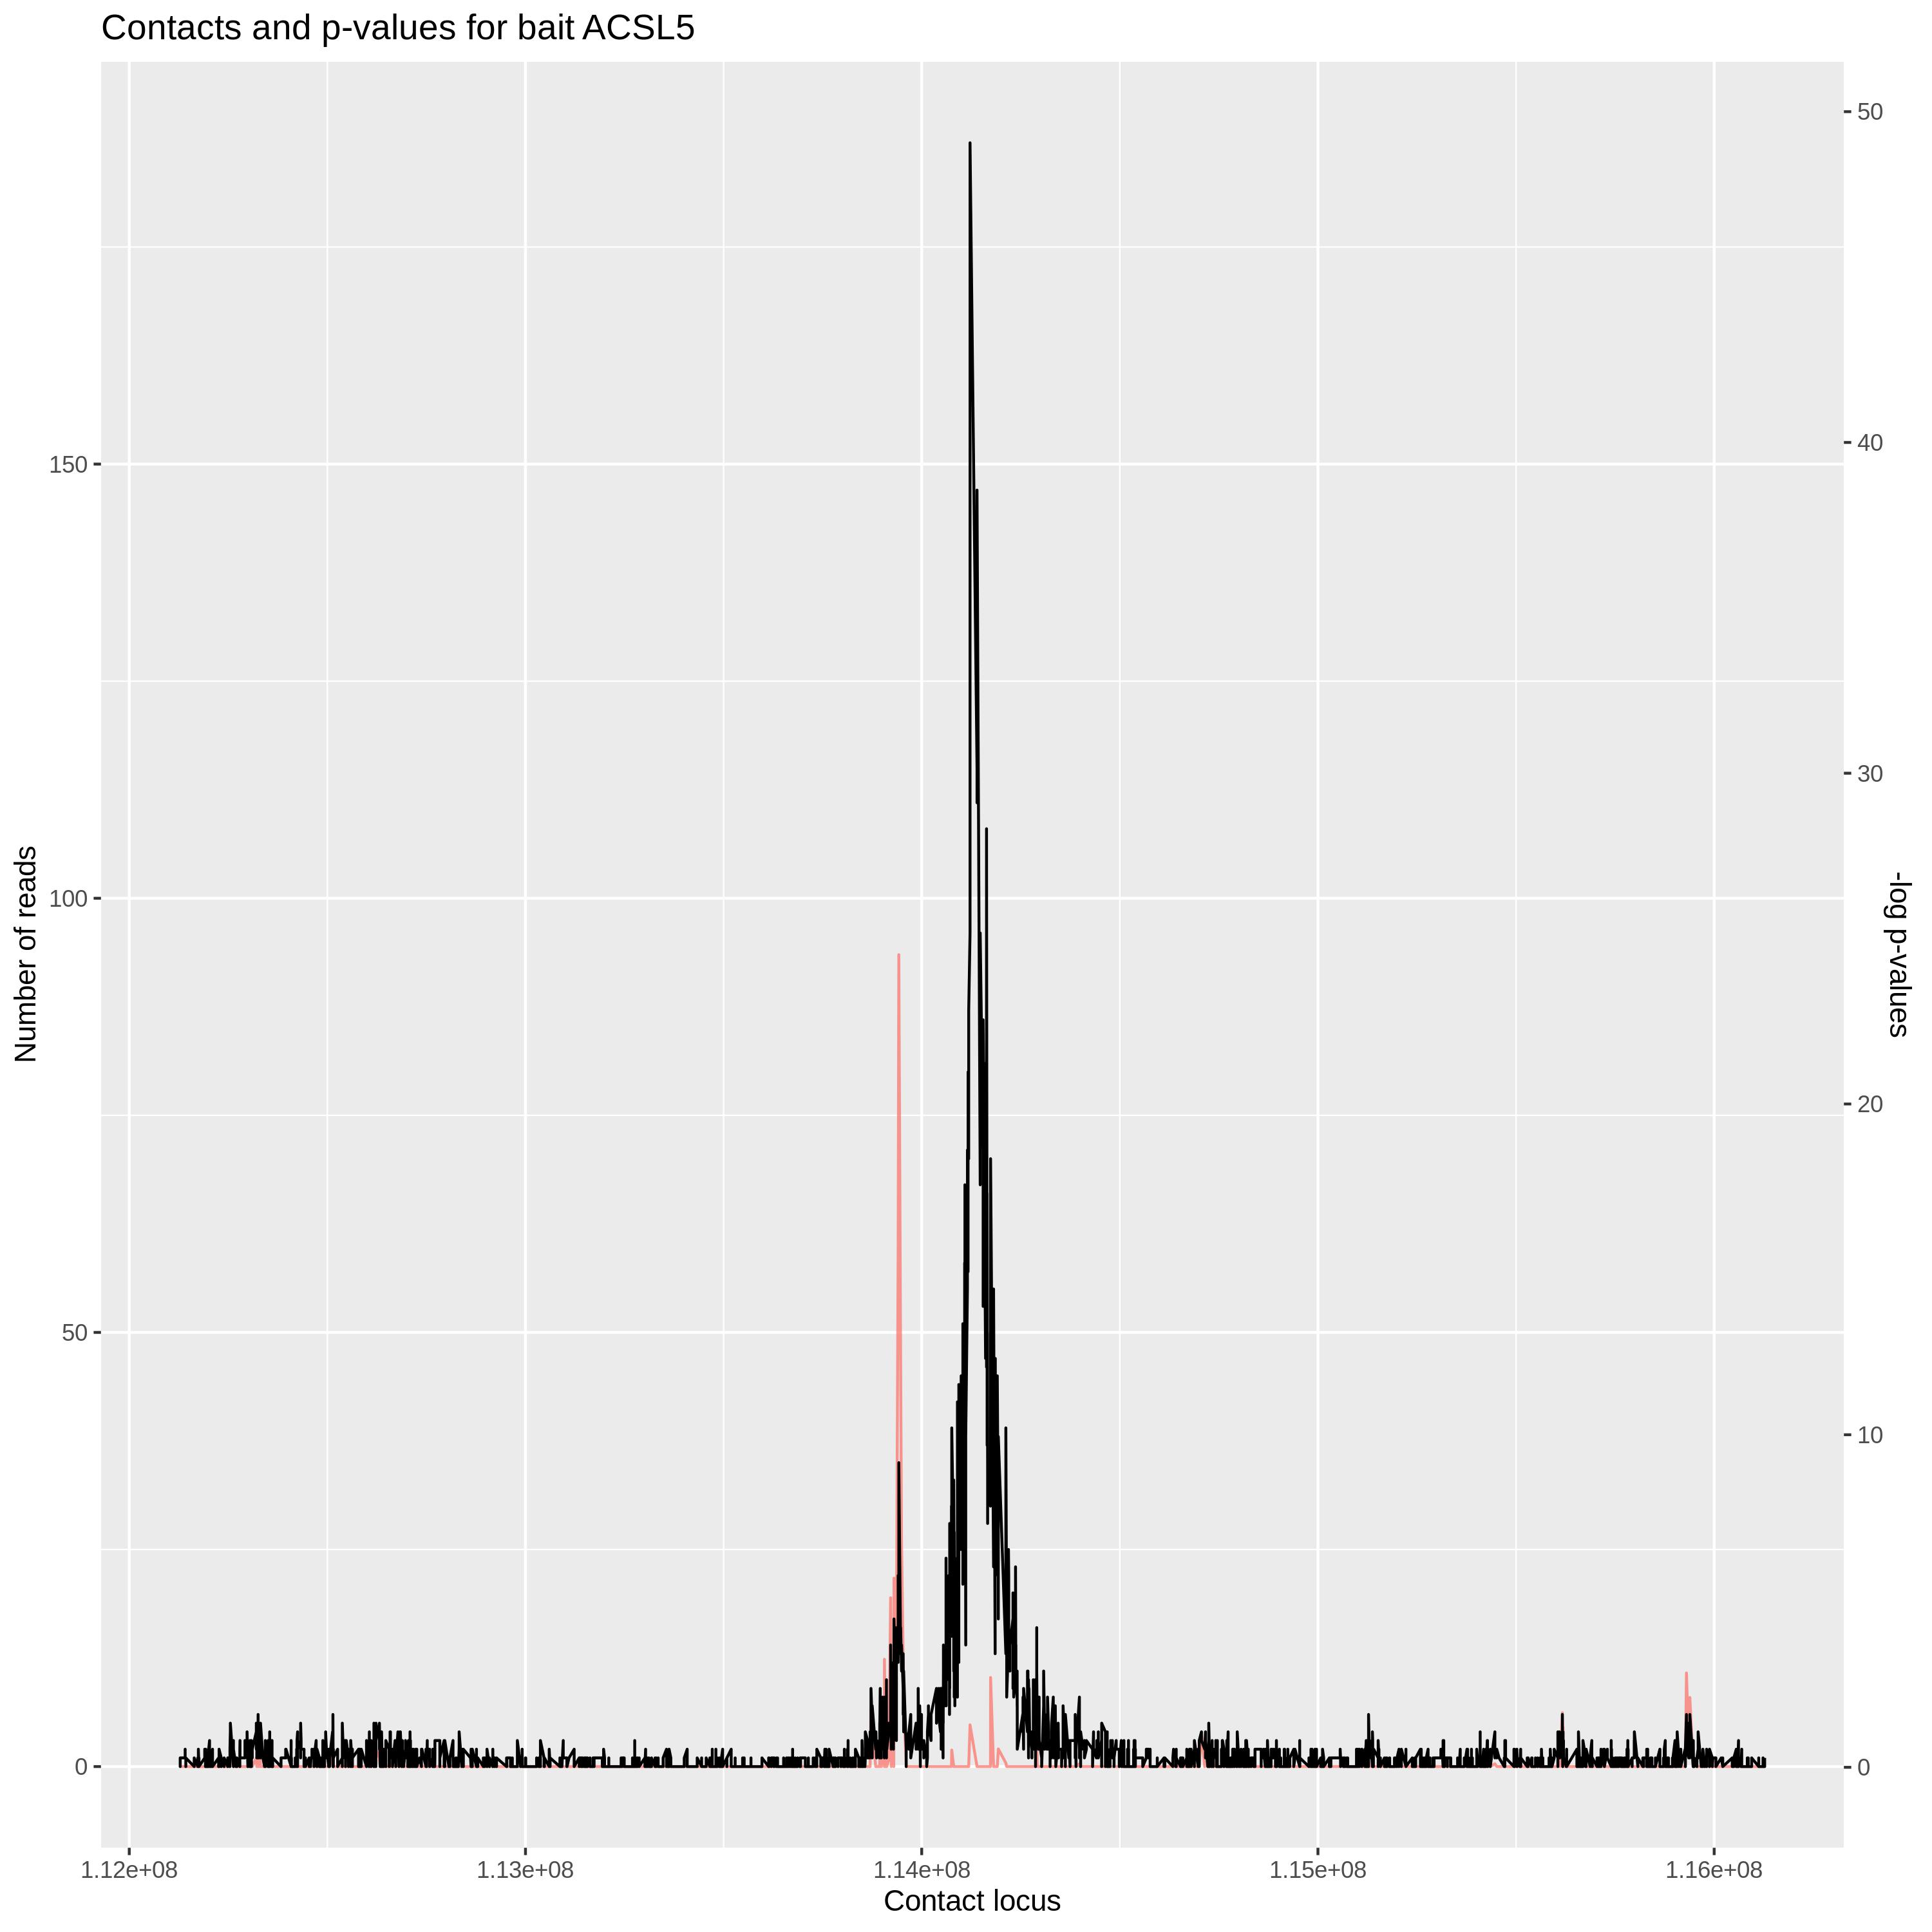 Contacts and p-values for bait ACSL5
Number of reads
150
100
50
0
50
40
30
20
10
0
-log p-values
1.12e+08
1.13e+08
1.14e+08
1.15e+08
1.16e+08
Contact locus